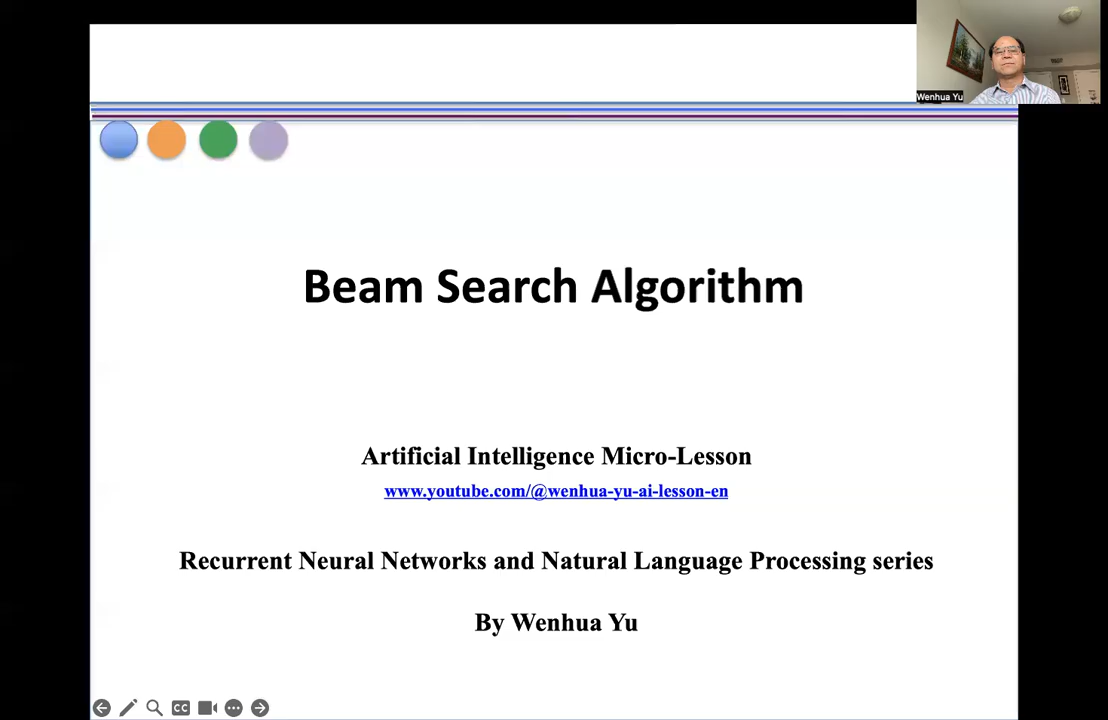 Wenhua Yu
Beam Search Algorithm
Artificial Intelligence Micro-Lesson
www.youtube.com/@wenhua-yu-ai-lesson-en
Recurrent Neural Networks and Natural Language Processing series
By Wenhua Yu
CC